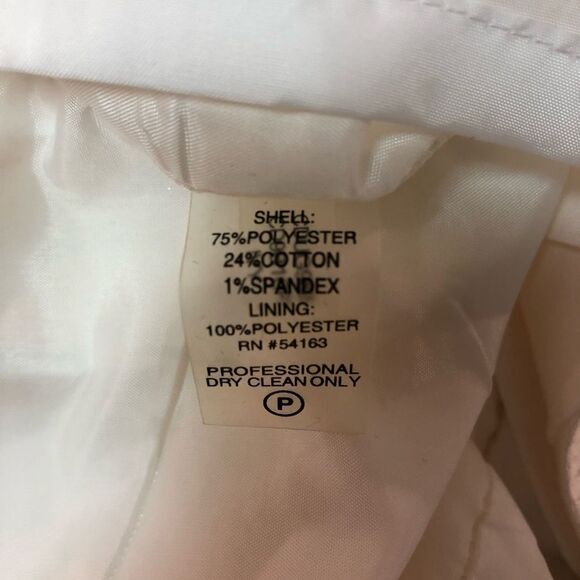 SHELL:
75%POLYESTER
24%COTTON
1%SPANDEX
LINING:
100%POLYESTER
RN #54163
PROFESSIONAL
DRY CLEAN ONLY
P